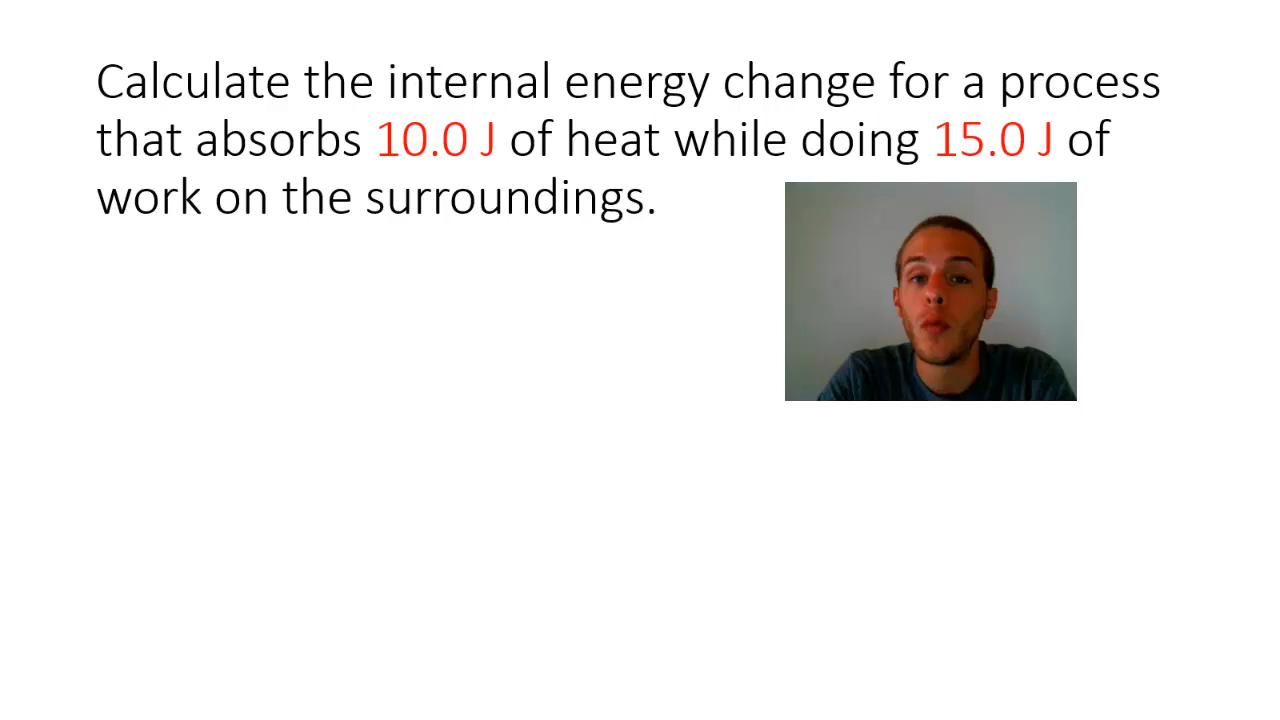 Calculate the internal energy change for a process
that absorbs 10.0 J of heat while doing 15.0 J of
work on the surroundings.